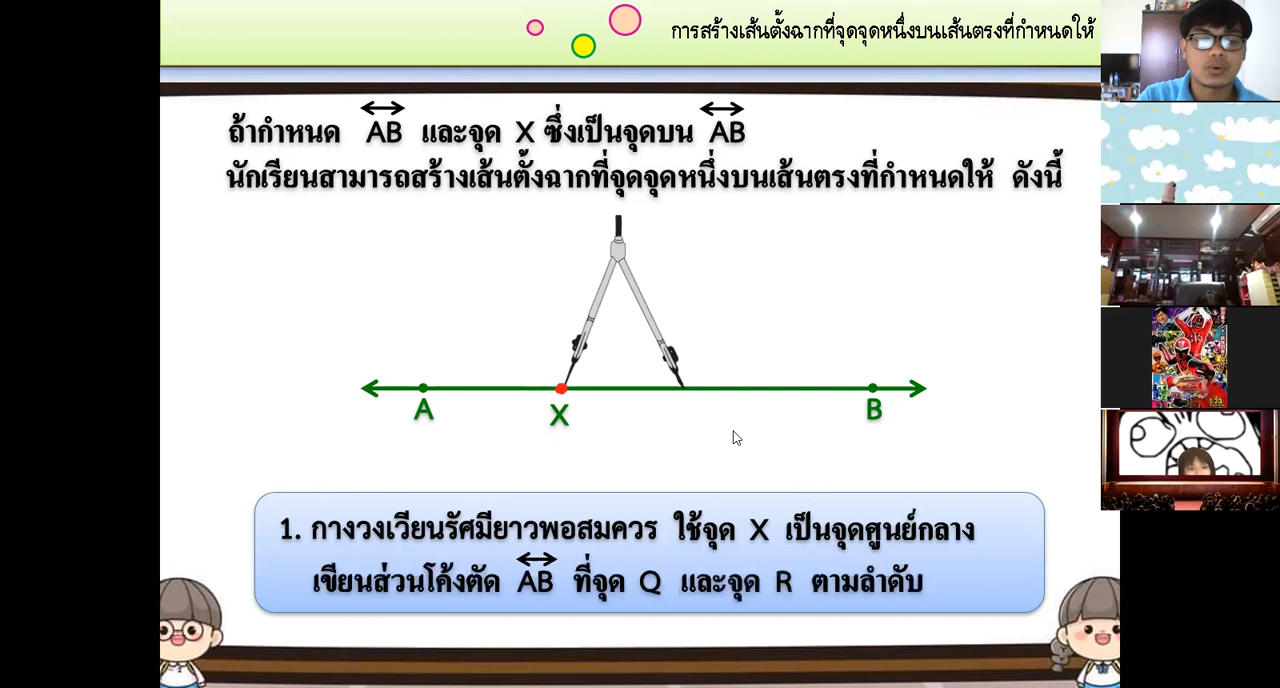 การสร้างเส้นตั้งฉากที่จุดจุดหนึ่งบนเส้นตรงที่กำหนดให้
ถ้ากำหนด AB และจุด X ซึ่งเป็นจุดบน AB
นักเรียนสามารถสร้างเส้นตั้งฉากที่จุดจุดหนึ่งบนเส้นตรงที่กำหนดให้ ดังนี้
A X B
1. กางวงเวียนรัศมียาวพอสมควร ใช้จุด X เป็นจุดศูนย์กลาง
เขียนส่วนโค้งตัด AB ที่จุด Q และจุด R ตามลำดับ